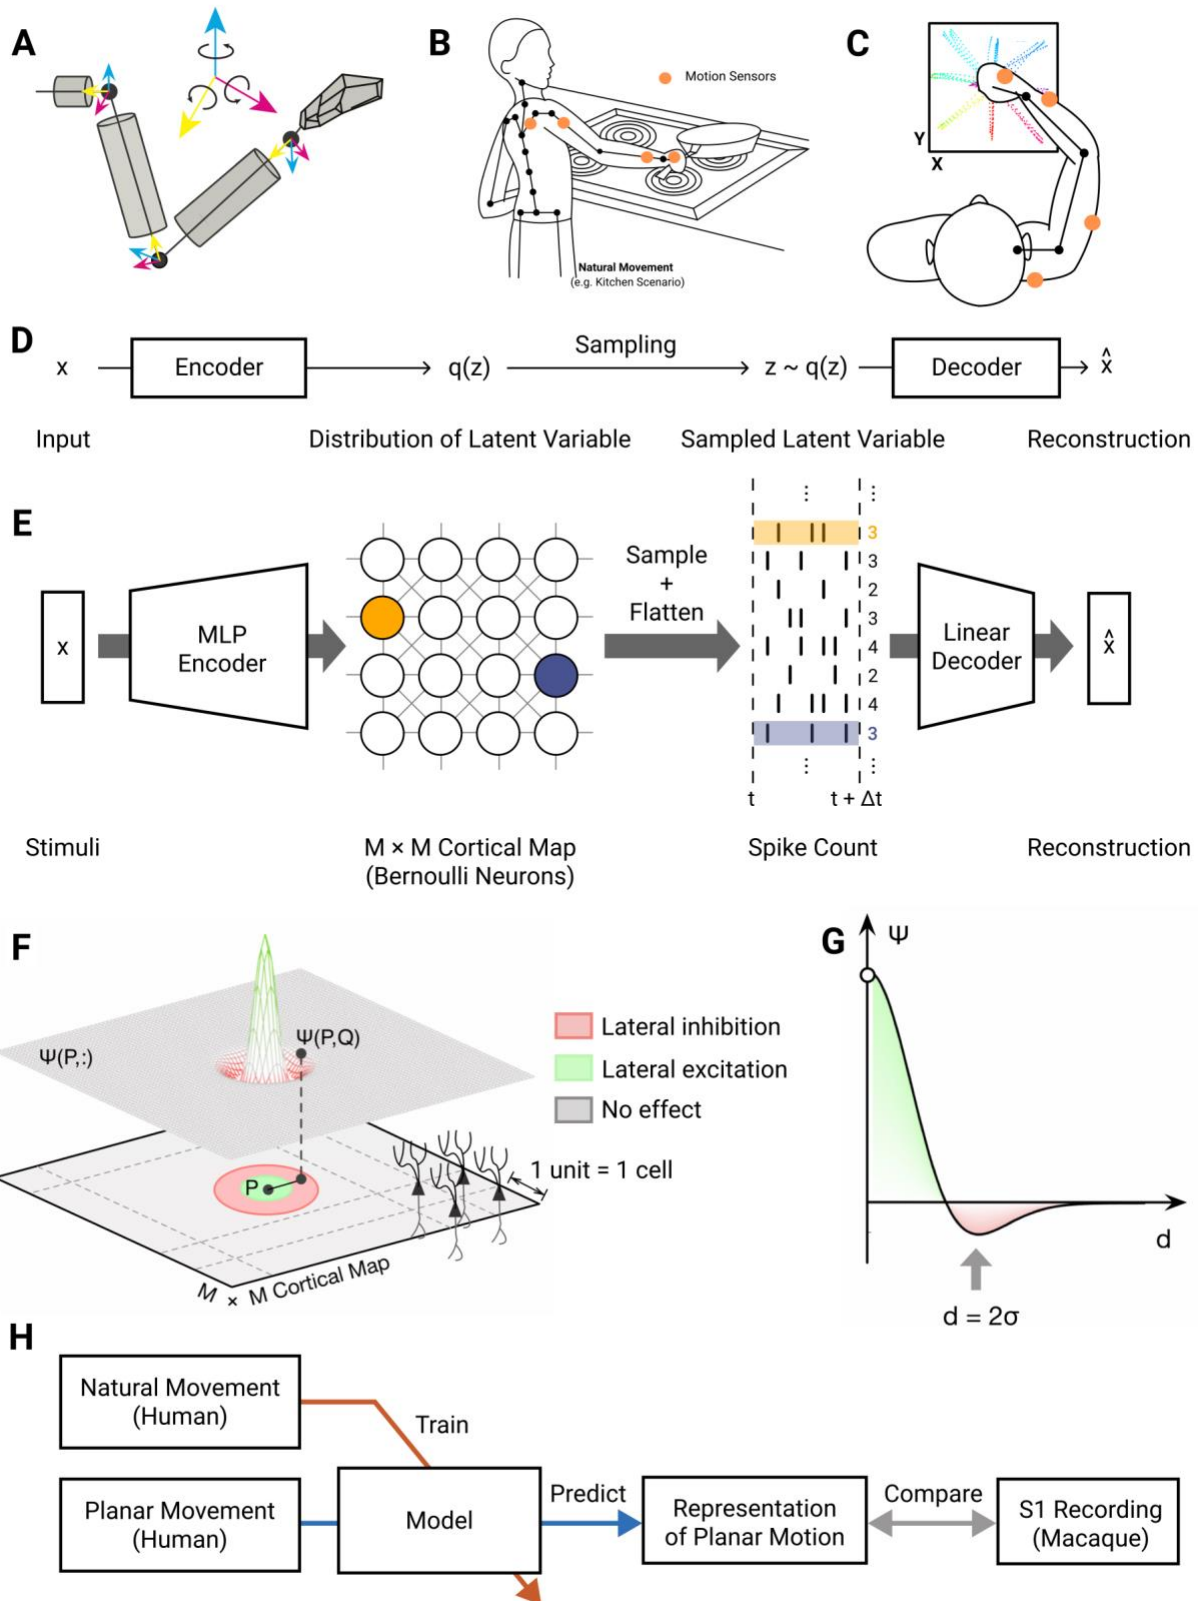 A
B
Motion Sensors
Natural Movement
(e.g. Kitchen Scenario)
C
Y
X
D
x
Encoder
q(z)
Sampling
z ~ q(z)
Decoder
x̂
Input
Distribution of Latent Variable
Sampled Latent Variable
Reconstruction
E
x
MLP
Encoder
Sample
+
Flatten
⋮
⋮
3
3
2
3
4
2
4
3
⋮
⋮
t
t + Δt
Linear
Decoder
x̂
Stimuli
M × M Cortical Map
(Bernoulli Neurons)
Spike Count
Reconstruction
F
Ψ(P,:)
Ψ(P,Q)
P
M × M Cortical Map
1 unit = 1 cell
Lateral inhibition
Lateral excitation
No effect
G
Ψ
d
d = 2σ
H
Natural Movement
(Human)
Train
Planar Movement
(Human)
Model
Predict
Representation
of Planar Motion
Compare
S1 Recording
(Macaque)